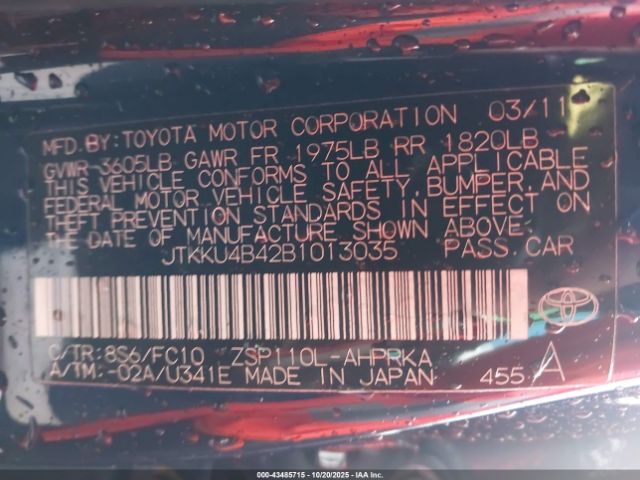 MFD.BY:TOYOTA MOTOR CORPORATION 03/11
GVWR 3605LB GAWR FR 1975LB RR 1820LB
THIS VEHICLE CONFORMS TO ALL APPLICABLE
FEDERAL MOTOR VEHICLE SAFETY,BUMPER,AND
THEFT PREVENTION STANDARDS IN EFFECT ON
THE DATE OF MANUFACTURE SHOWN ABOVE.
JTKKU4B42B1013035 PASS.CAR
C/TR:8S6/FC10 ZSP110L-AHPRKA
A/TM:-02A/U341E MADE IN JAPAN 455 A
000-43485715 - 10/20/2025 - IAA Inc.